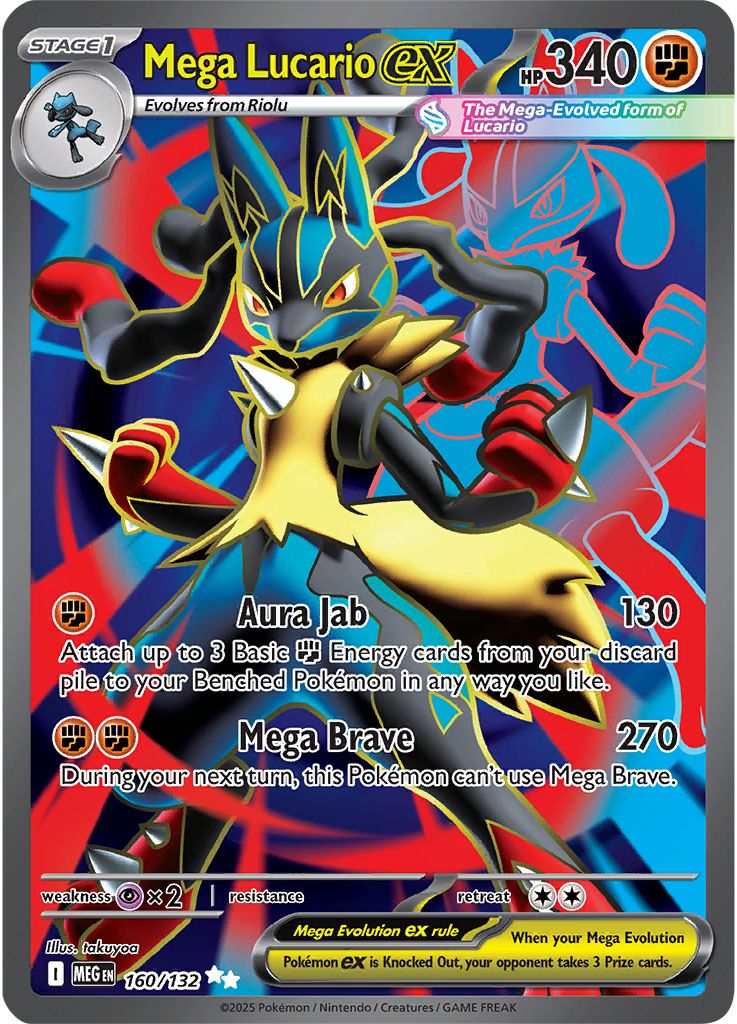 STAGE1
Mega Lucario ex
HP 340
Evolves from Riolu
The Mega-Evolved form of
Lucario
Aura Jab 130
Attach up to 3 Basic Energy cards from your discard
pile to your Benched Pokémon in any way you like.
Mega Brave 270
During your next turn, this Pokémon can't use Mega Brave.
weakness ×2 resistance retreat
Mega Evolution ex rule
When your Mega Evolution
Pokémon ex is Knocked Out, your opponent takes 3 Prize cards.
Illus. takuyoa
I MEG EN 160/132
©2025 Pokémon / Nintendo / Creatures / GAME FREAK